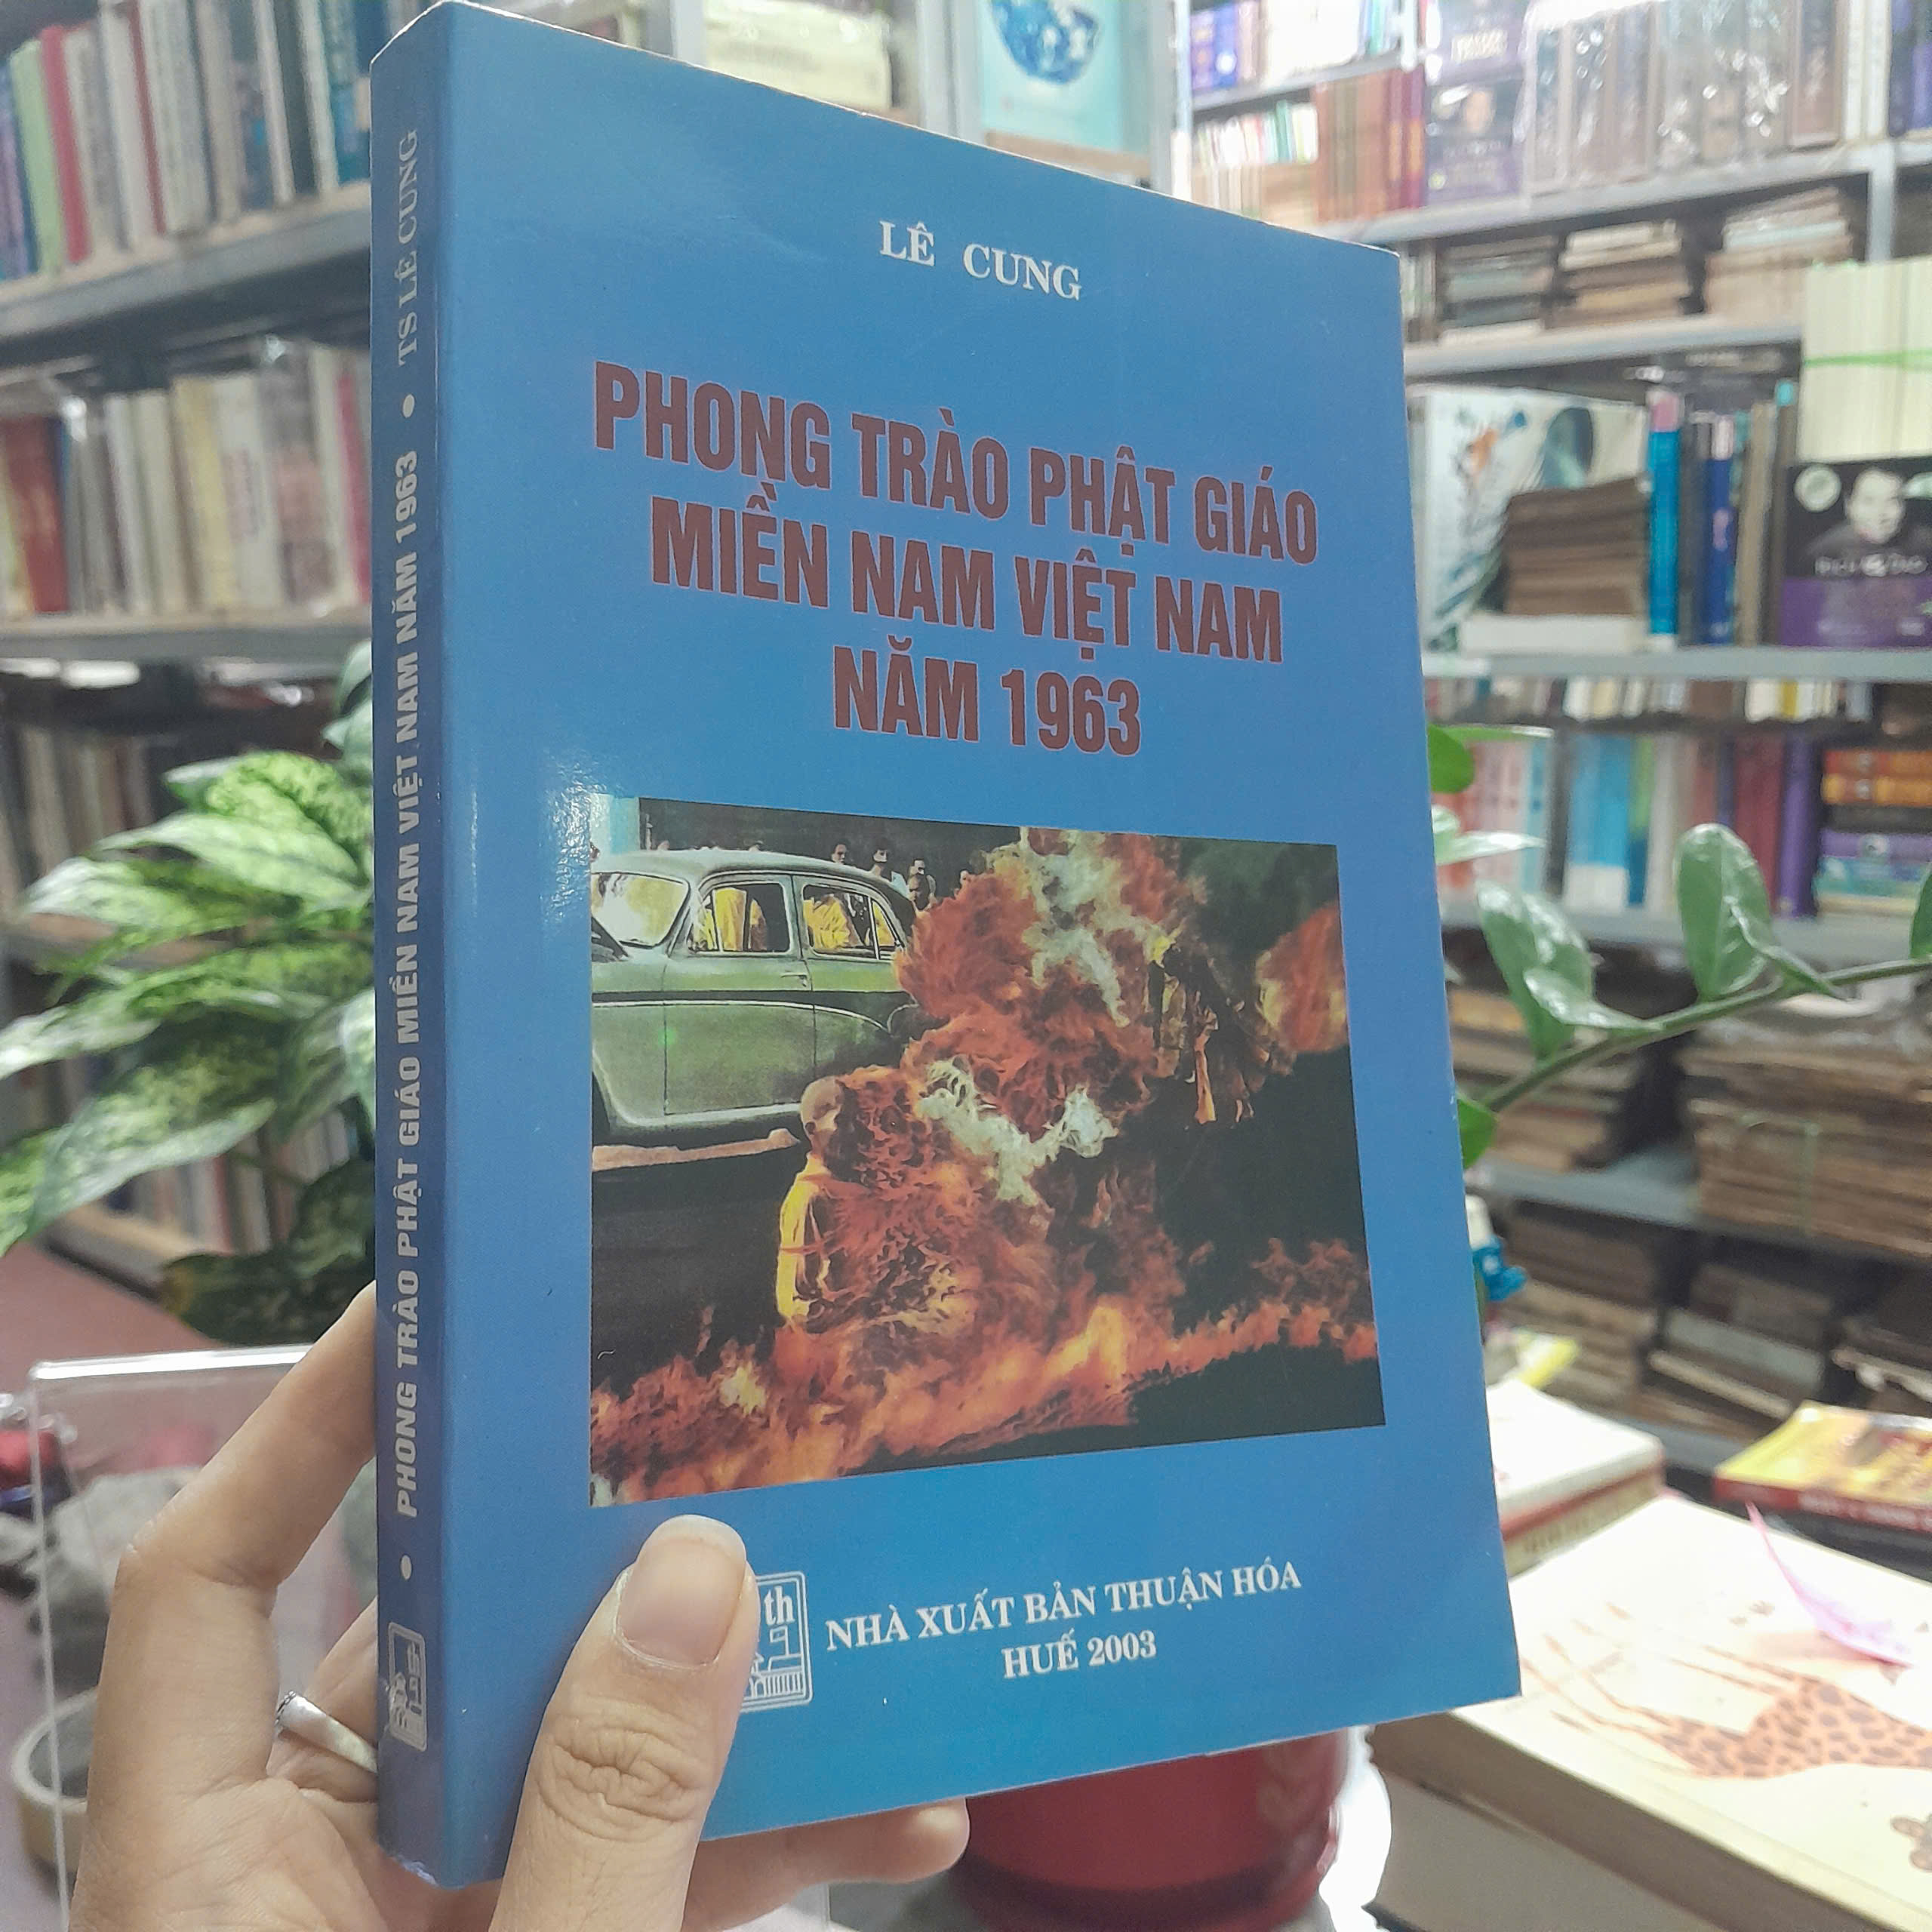 LÊ CUNG
PHONG TRÀO PHẬT GIÁO
MIỀN NAM VIỆT NAM
NĂM 1963
th
NHÀ XUẤT BẢN THUẬN HÓA
HUẾ 2003
PHONG TRÀO PHẬT GIÁO MIỀN NAM VIỆT NAM NĂM 1963 • TS LÊ CUNG